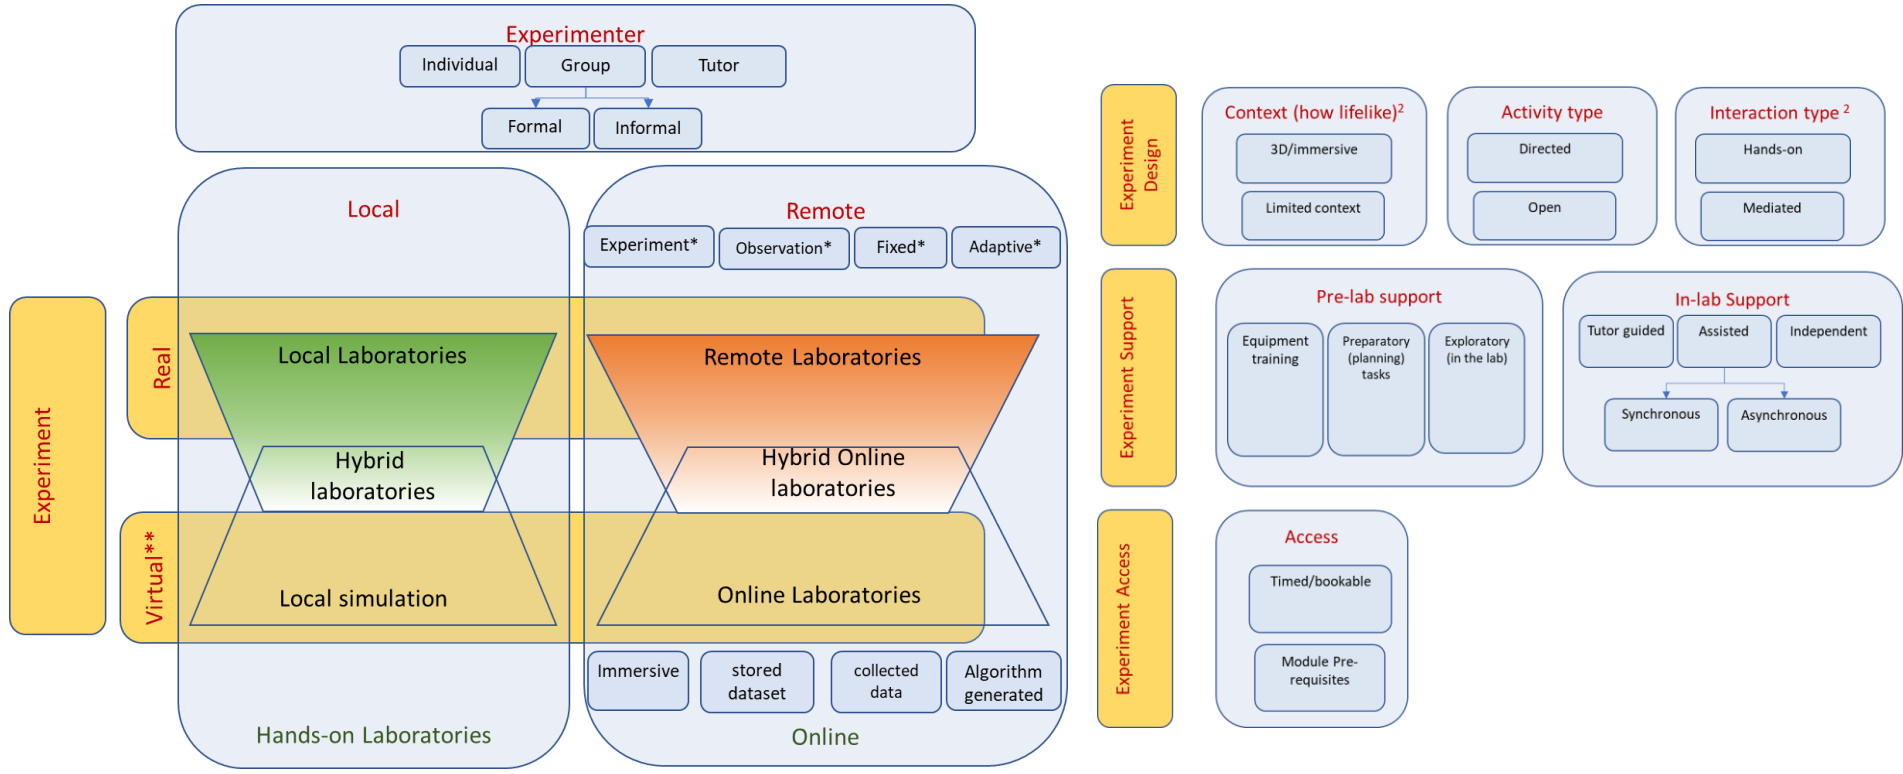 Experimenter
Individual
Group
Tutor
Formal
Informal
Local
Remote
Experiment*
Observation*
Fixed*
Adaptive*
Experiment
Real
Local Laboratories
Remote Laboratories
Hybrid
laboratories
Hybrid Online
laboratories
Virtual**
Local simulation
Online Laboratories
Immersive
stored
dataset
collected
data
Algorithm
generated
Hands-on Laboratories
Online
Experiment
Design
Context (how lifelike)2
3D/immersive
Limited context
Activity type
Directed
Open
Interaction type 2
Hands-on
Mediated
Experiment Support
Pre-lab support
Equipment
training
Preparatory
(planning)
tasks
Exploratory
(in the lab)
In-lab Support
Tutor guided
Assisted
Independent
Synchronous
Asynchronous
Experiment Access
Access
Timed/bookable
Module Pre-
requisites